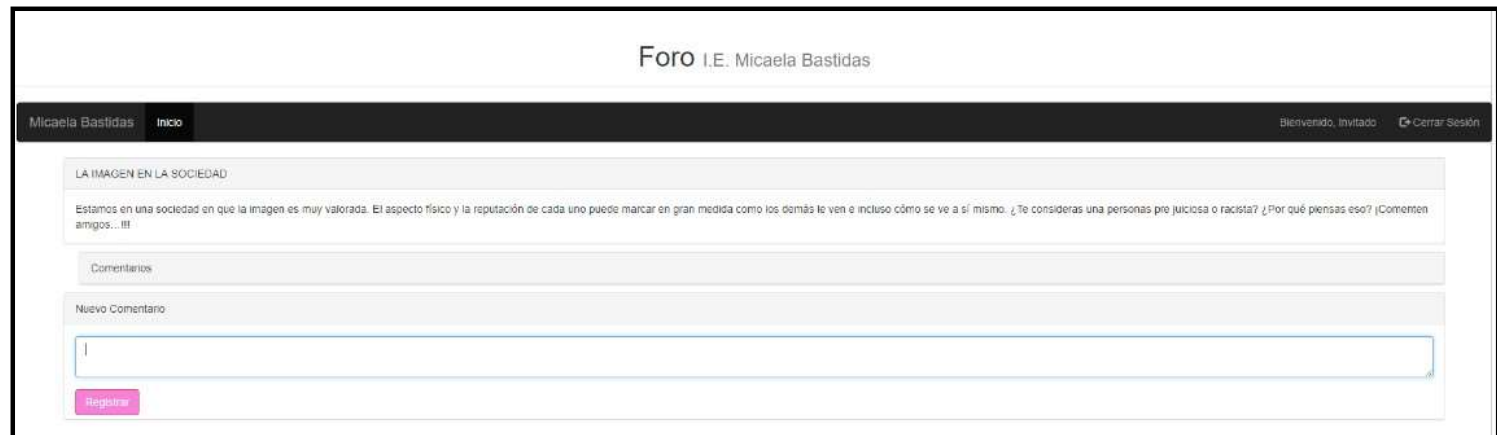 Foro I.E. Micaela Bastidas
Micaela Bastidas Inicio Bienvenido, Invitado Cerrar Sesión
LA IMAGEN EN LA SOCIEDAD
Estamos en una sociedad en que la imagen es muy valorada. El aspecto físico y la reputación de cada uno puede marcar en gran medida como los demás le ven e incluso cómo se ve a sí mismo. ¿Te consideras una personas pre juiciosa o racista? ¿Por qué piensas eso? ¡Comenten
amigos...!!!
Comentarios
Nuevo Comentario
Registrar